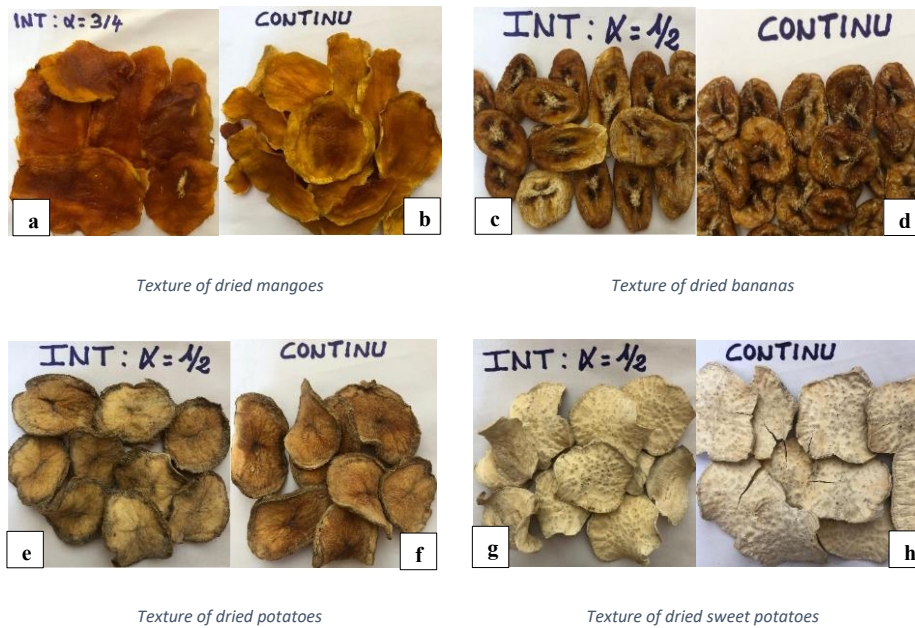 INT: α = 3/4
CONTINU
INT: α = 1/2
CONTINU
a
b
c
d
Texture of dried mangoes
Texture of dried bananas
INT: α = 1/2
CONTINU
INT: α = 1/2
CONTINU
e
f
g
h
Texture of dried potatoes
Texture of dried sweet potatoes